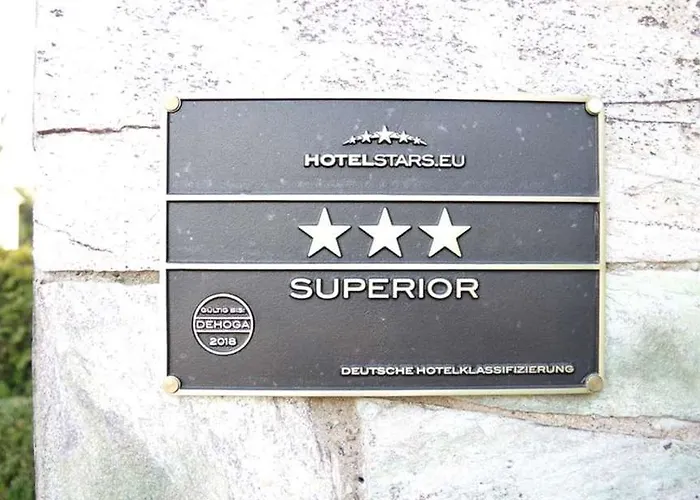 HOTELSTARS.EU
SUPERIOR
GÜLTIG BIS:
DEHOGA
2018
DEUTSCHE HOTELKLASSIFIZIERUNG